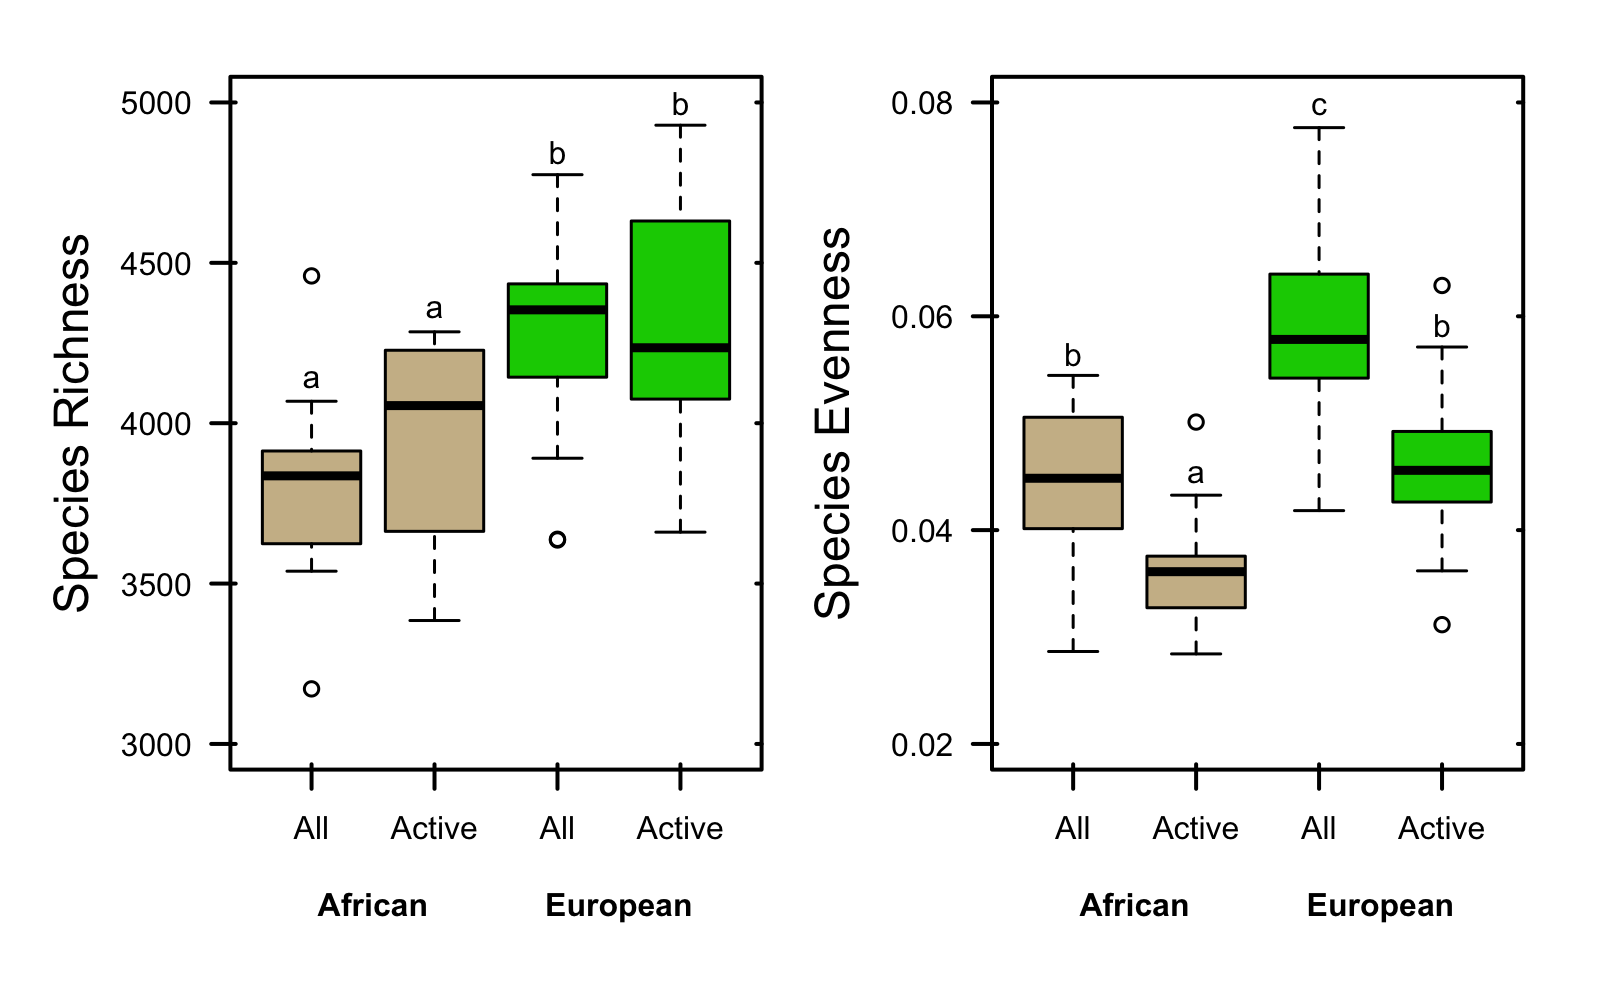 Species Richness
5000
4500
4000
3500
3000
a
a
b
b
All
Active
All
Active
African
European
Species Evenness
0.08
0.06
0.04
0.02
b
a
c
b
All
Active
All
Active
African
European